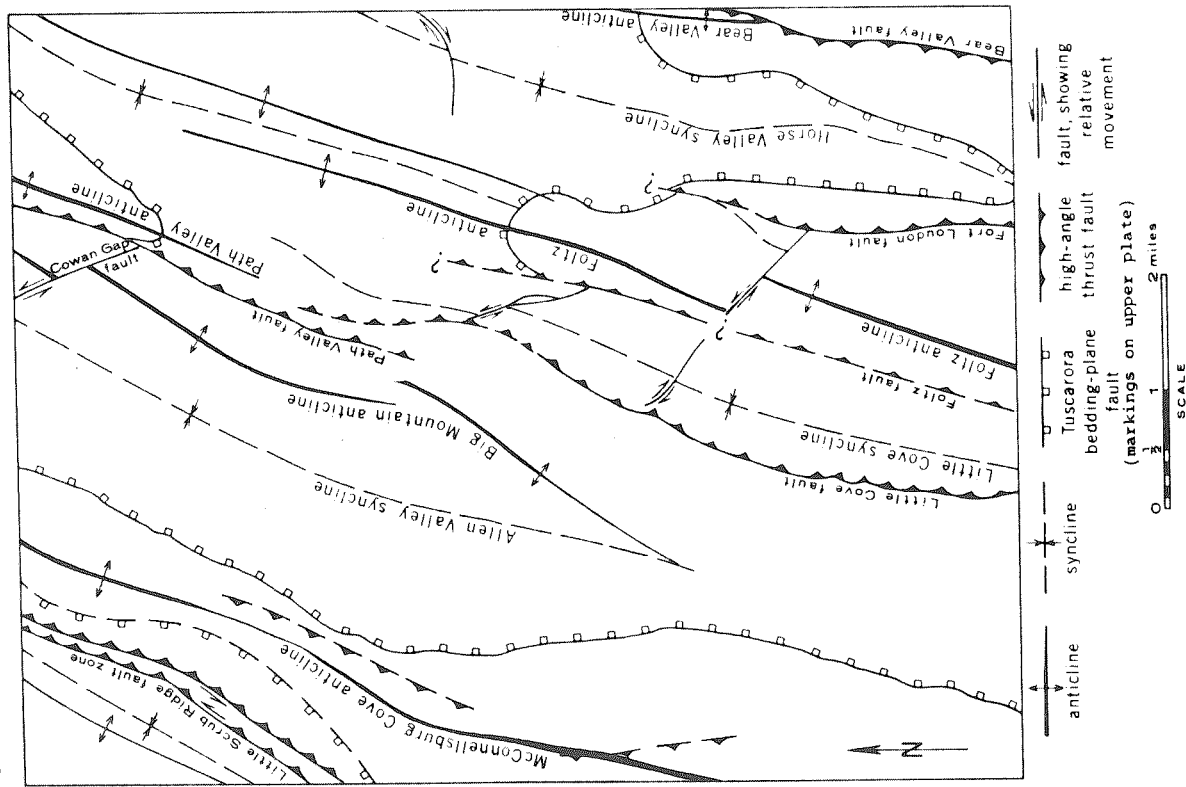 Bear Valley
anticline
Bear Valley fault
Horse Valley syncline
Cowan Gap
fault
Path Valley
anticline
Path Valley fault
Foltz
anticline
?
?
?
Fort Loudon fault
Foltz anticline
Foltz fault
Little Cove syncline
Little Cove fault
Big Mountain anticline
Allen Valley syncline
McConnellsburg Cove anticline
Little Scrub Ridge fault zone
N
anticline
syncline
Tuscarora
bedding-plane
fault
high-angle
thrust fault
(markings on upper plate)
fault, showing
relative
movement
0 1/2 1 2 miles
SCALE